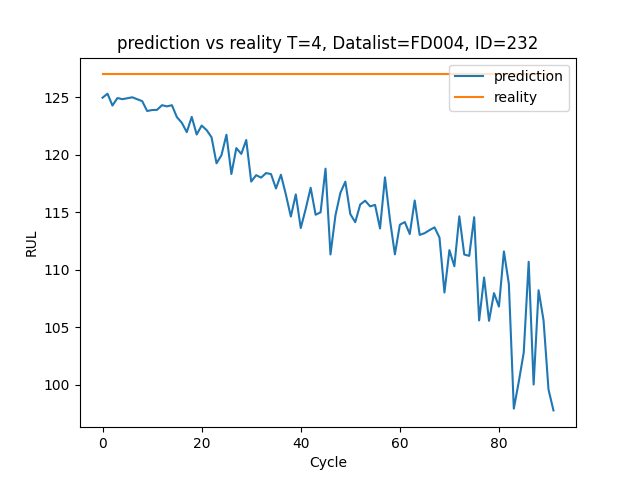 prediction vs reality T=4, Datalist=FD004, ID=232
prediction
reality
125
120
115
110
105
100
RUL
0 20 40 60 80
Cycle